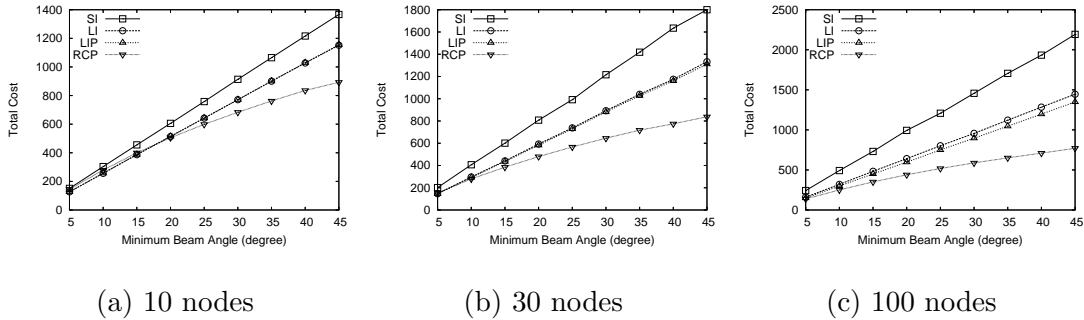 1400
1200
1000
800
600
400
200
0
Total Cost
SI
LI
LIP
RCP
5 10 15 20 25 30 35 40 45
Minimum Beam Angle (degree)
(a) 10 nodes
1800
1600
1400
1200
1000
800
600
400
200
0
Total Cost
SI
LI
LIP
RCP
5 10 15 20 25 30 35 40 45
Minimum Beam Angle (degree)
(b) 30 nodes
2500
2000
1500
1000
500
0
Total Cost
SI
LI
LIP
RCP
5 10 15 20 25 30 35 40 45
Minimum Beam Angle (degree)
(c) 100 nodes